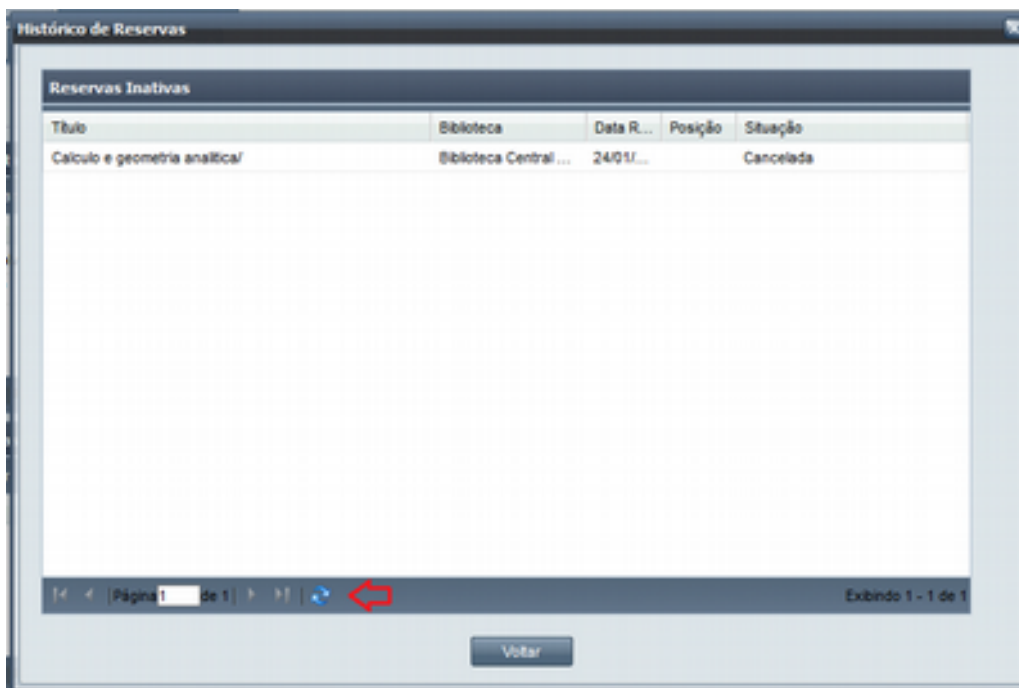 Histórico de Reservas
Reservas Inativas
Título Biblioteca Data R... Posição Situação
Calculo e geometria analitica/ Biblioteca Central ... 24/01/... Cancelada
Página 1 de 1 Exibindo 1 - 1 de 1
Voltar